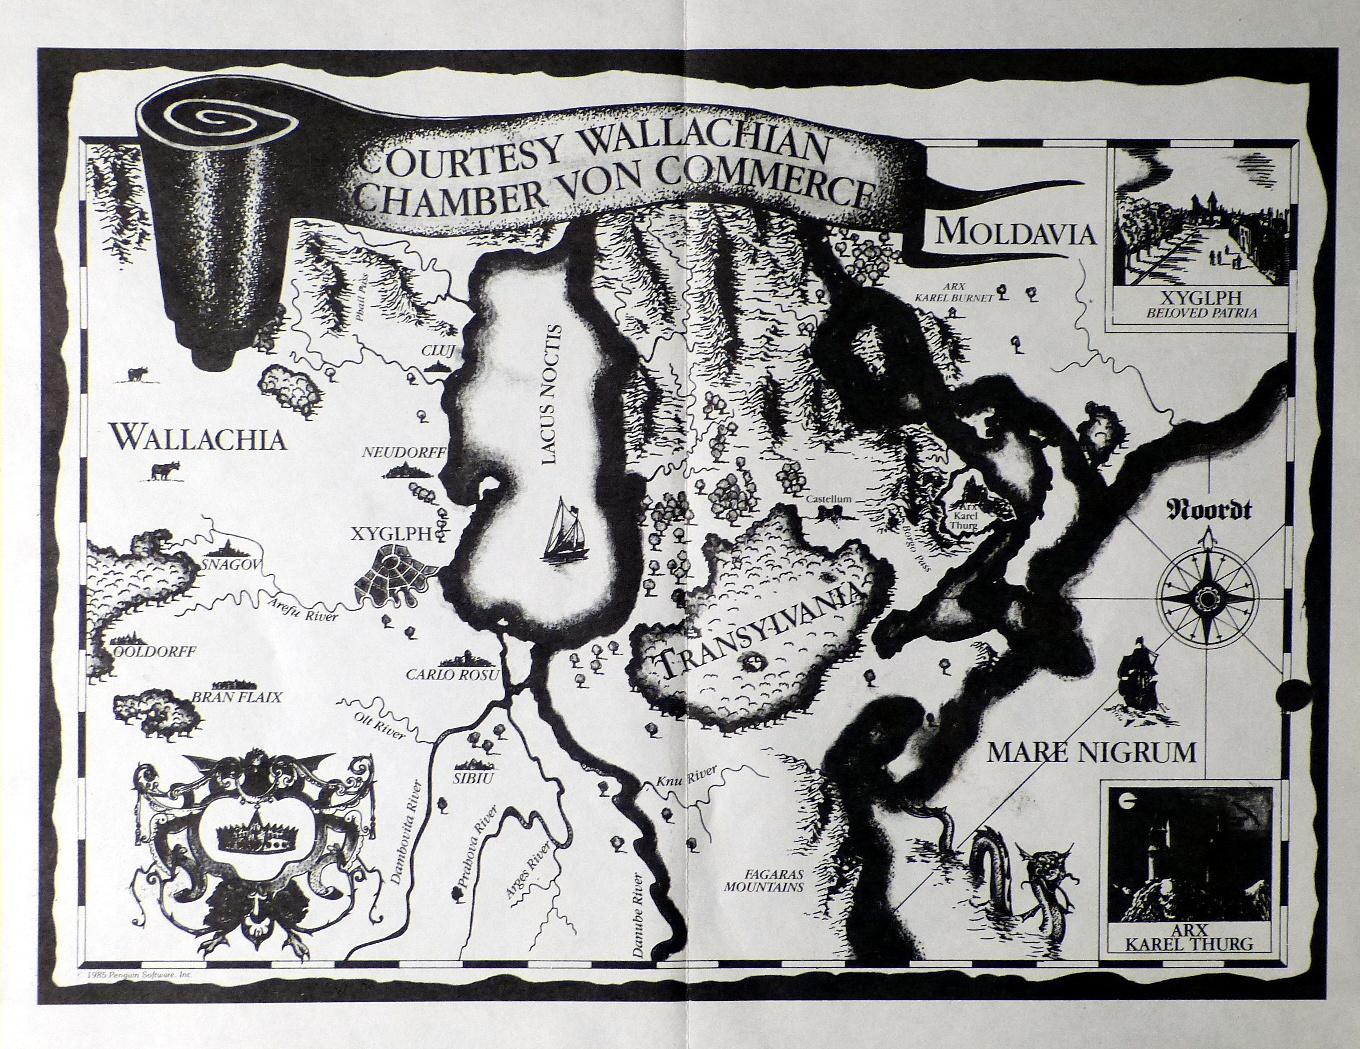 COURTESY WALLACHIAN
CHAMBER VON COMMERCE
MOLDAVIA
XYGLPH
BELOVED PATRIA
ARX
KAREL BURNET
Phail Pass
CLUJ
LACUS NOCTIS
WALLACHIA
NEUDORFF
XYGLPH
Castellum
Arx
Karel
Thurg
Borgo Pass
Noordt
SNAGOV
Arefu River
TRANSYLVANIA
OOLDORFF
CARLO ROSU
BRAN FLAIX
Olt River
MARE NIGRUM
SIBIU
Knu River
Dambovita River
Prahova River
Arges River
Danube River
FAGARAS
MOUNTAINS
ARX
KAREL THURG
1985 Penguin Software, Inc.